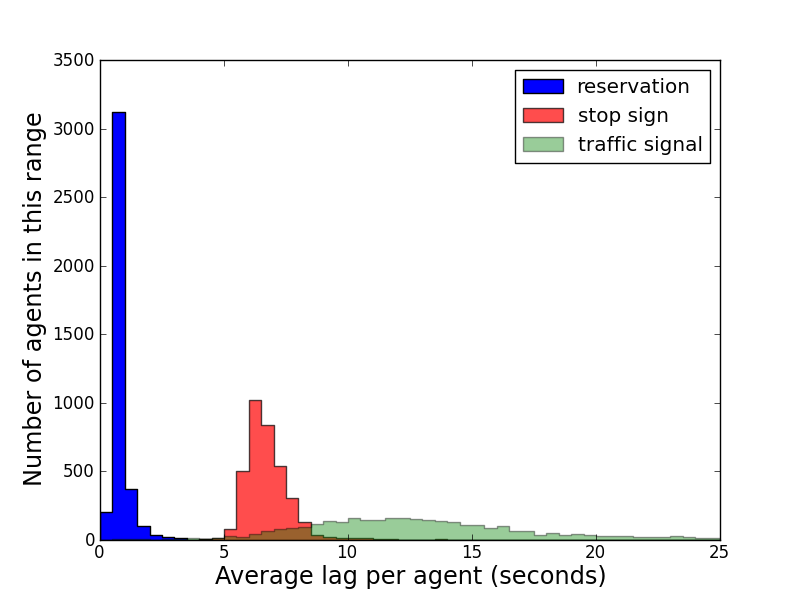 3500
3000
2500
2000
1500
1000
500
0
Number of agents in this range
reservation
stop sign
traffic signal
0 5 10 15 20 25
Average lag per agent (seconds)